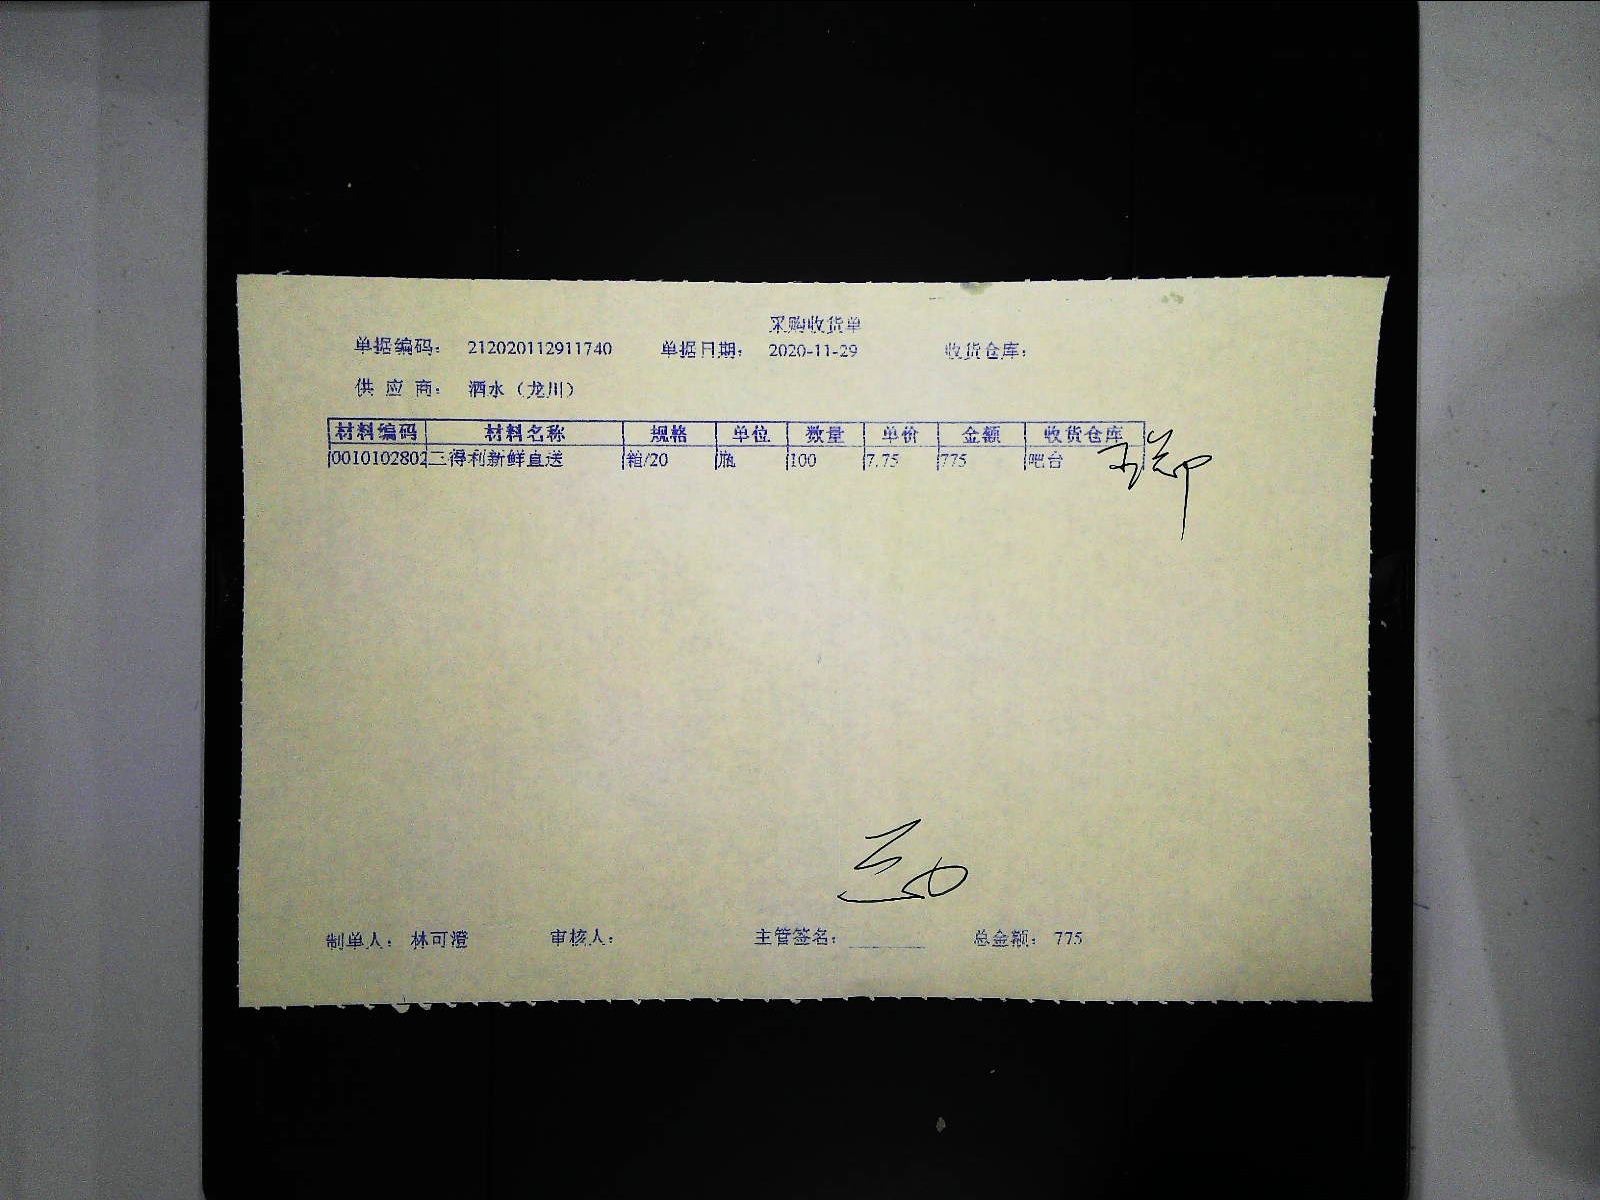 采购收货单
单据编码： 212020112911740 单据日期： 2020-11-29 收货仓库：
供 应 商： 酒水（龙川）
材料编码 材料名称 规格 单位 数量 单价 金额 收货仓库
0010102802 三得利新鲜直送 箱/20 瓶 100 7.75 775 吧台
制单人： 林可澄 审核人： 主管签名： 总金额： 775